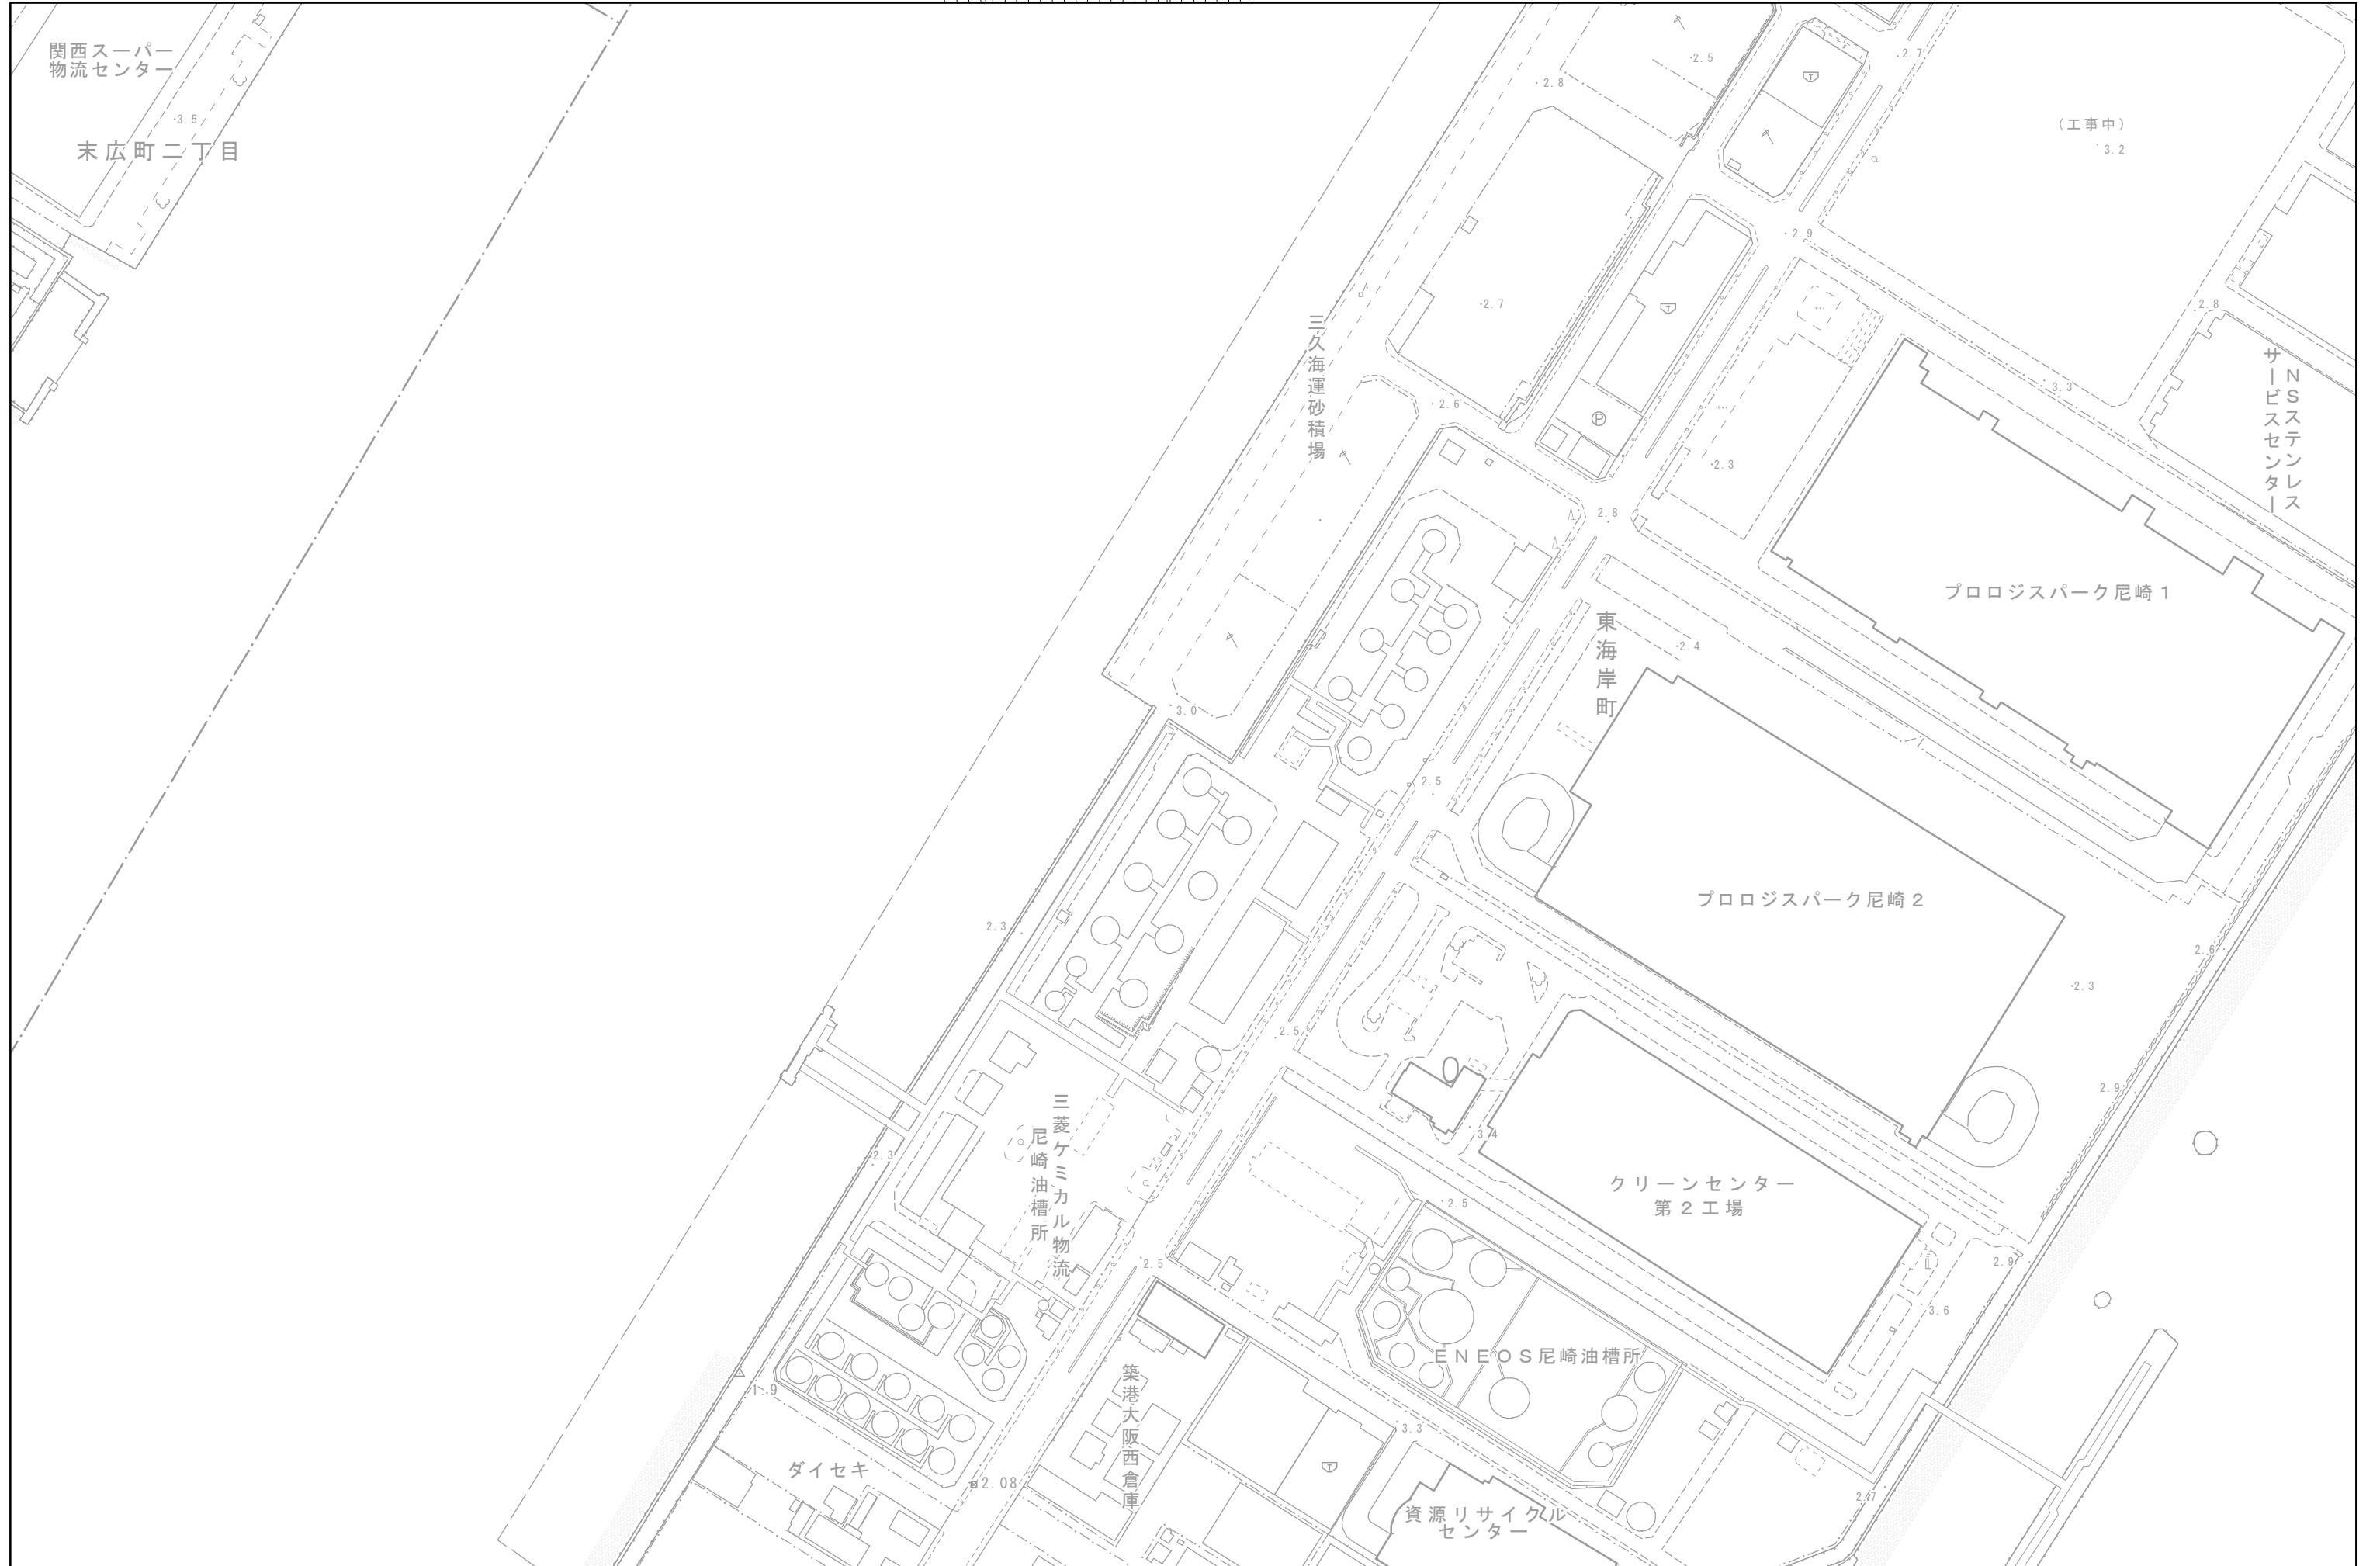 関西スーパー
物流センター
3.5
末広町二丁目
2.5
2.8
2.7
(工事中)
3.2
2.9
2.7
2.8
三久海運砂積場
2.6
3.3
NSステンレス
サービスセンター
P
2.3
2.8
プロロジスパーク尼崎1
東海岸町
2.4
3.0
2.5
プロロジスパーク尼崎2
2.3
2.6
2.3
2.5
0
2.9
三菱ケミカル物流
尼崎油槽所
3.4
2.3
クリーンセンター
第2工場
2.5
2.5
2.9
3.6
ENEOS尼崎油槽所
築港大阪西倉庫
1.9
3.3
ダイセキ
2.08
2.7
資源リサイクル
センター